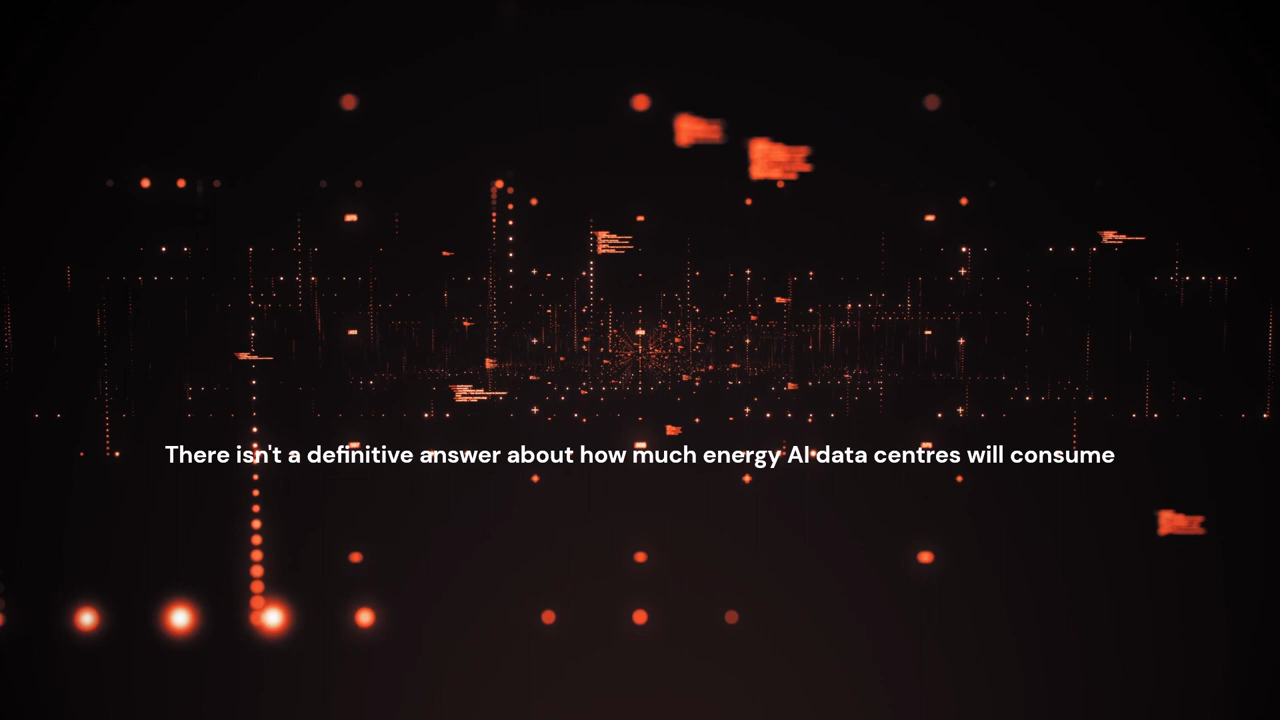 There isn't a definitive answer about how much energy AI data centres will consume